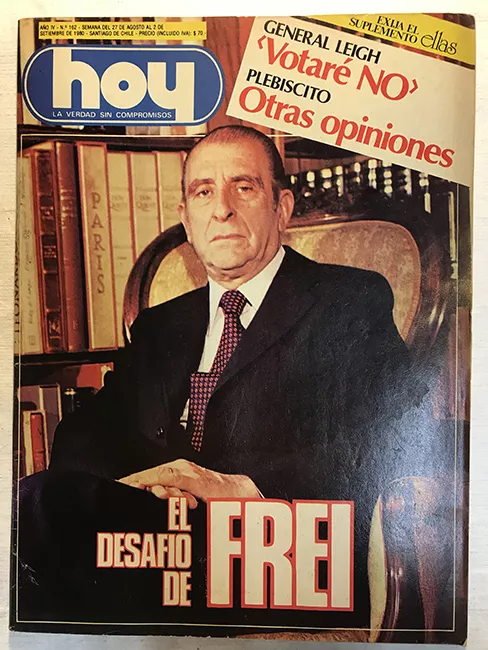 AÑO IV - N.º 162 - SEMANA DEL 27 DE AGOSTO AL 2 DE
SETIEMBRE DE 1980 - SANTIAGO DE CHILE - PRECIO (INCLUIDO IVA): $ 70.-
hoy
LA VERDAD SIN COMPROMISOS
EXIJA EL
SUPLEMENTO ellas
GENERAL LEIGH
‹Votaré NO›
PLEBISCITO
Otras opiniones
PARIS
EL
DESAFIO
DE
FREI